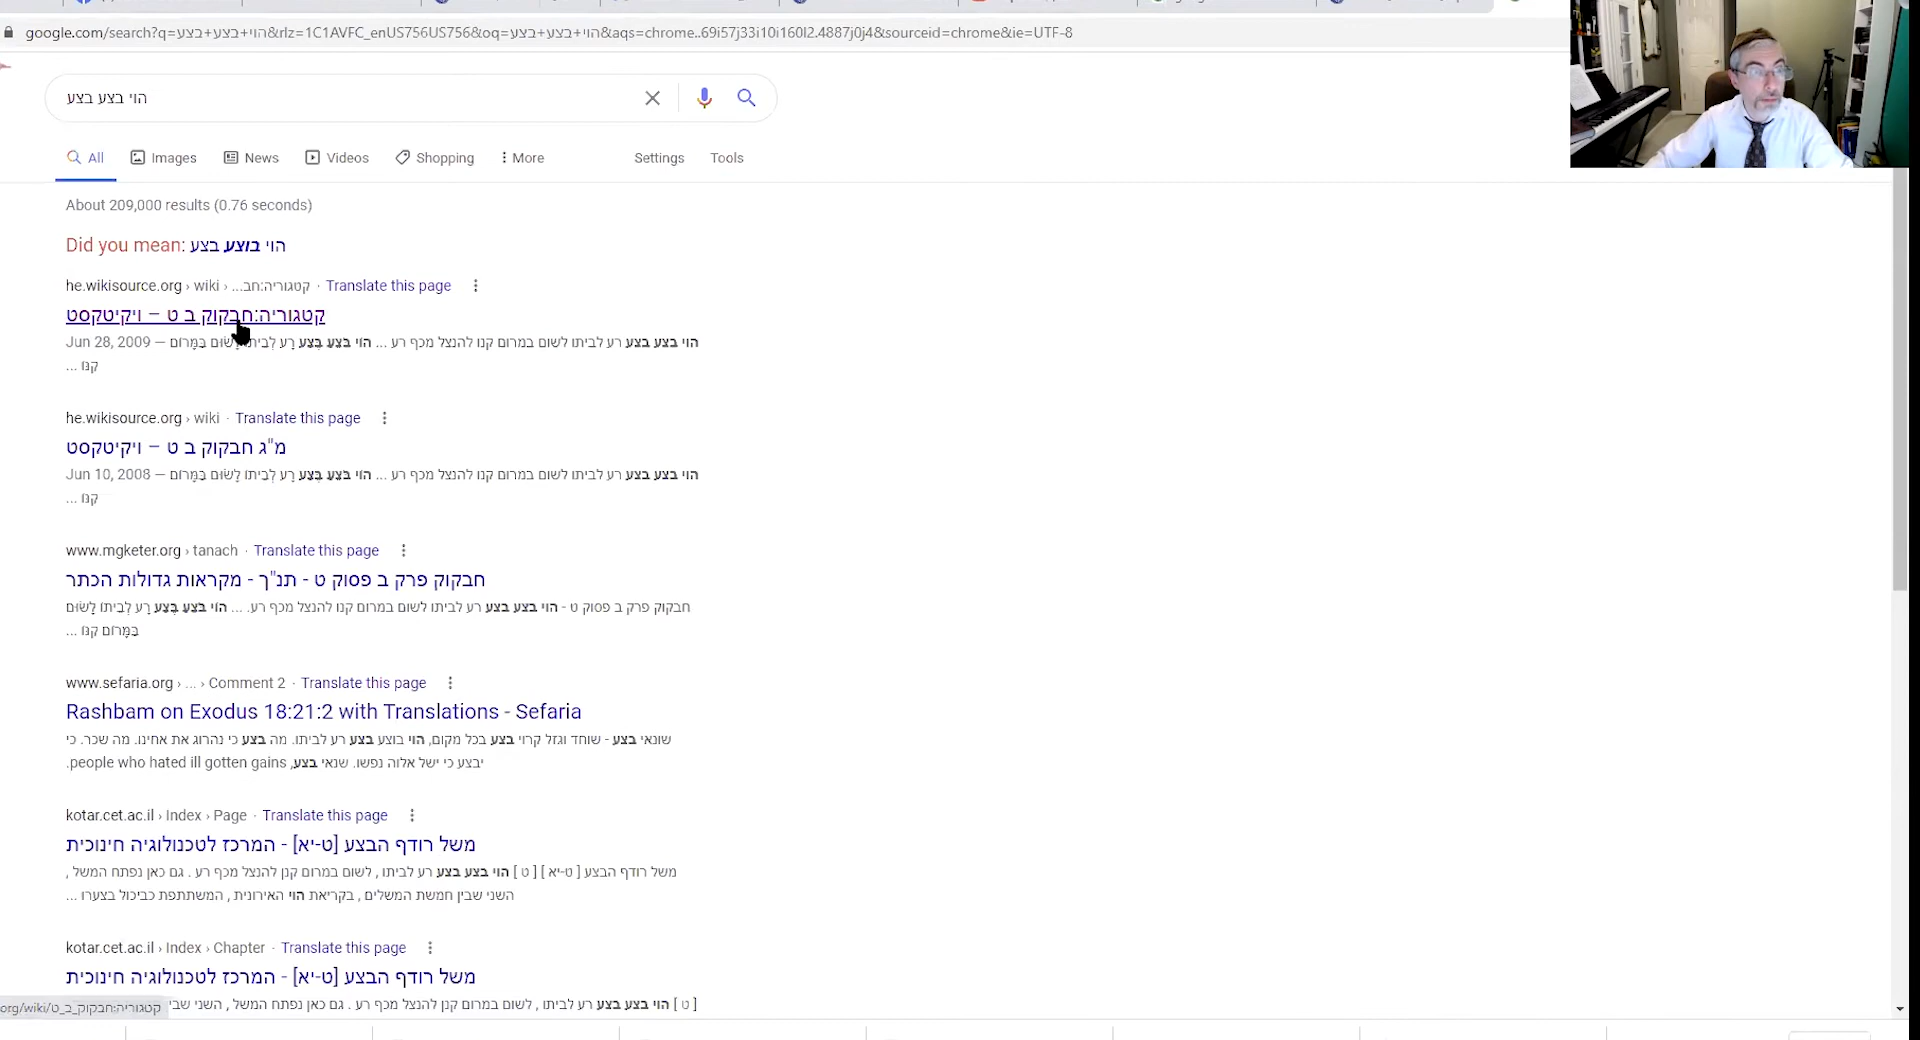 google.com/search?q=הוי+בצע+בצע&rlz=1C1AVFC_enUS756US756&oq=הוי+בצע+בצע&aqs=chrome..69i57j33i10i160l2.4887j0j4&sourceid=chrome&ie=UTF-8
הוי בצע בצע
All Images News Videos Shopping More Settings Tools
About 209,000 results (0.76 seconds)
Did you mean: הוי בוצע בצע
he.wikisource.org › wiki › ...קטגוריה:חב · Translate this page
קטגוריה:חבקוק ב ט – ויקיטקסט
Jun 28, 2009 — הוי בצע בצע רע לביתו לשום במרום קנו להנצל מכף רע ... הוֹי בֹּצֵעַ בֶּצַע רָע לְבֵיתוֹ לָשׂוּם בַּמָּרוֹם
קִנּוֹ ...
he.wikisource.org › wiki · Translate this page
מ"ג חבקוק ב ט – ויקיטקסט
Jun 10, 2008 — הוי בצע בצע רע לביתו לשום במרום קנו להנצל מכף רע ... הוֹי בֹּצֵעַ בֶּצַע רָע לְבֵיתוֹ לָשׂוּם בַּמָּרוֹם
קִנּוֹ ...
www.mgketer.org › tanach · Translate this page
חבקוק פרק ב פסוק ט - תנ"ך - מקראות גדולות הכתר
חבקוק פרק ב פסוק ט - הוי בצע בצע רע לביתו לשום במרום קנו להנצל מכף רע. ... הוֹי בֹּצֵעַ בֶּצַע רָע לְבֵיתוֹ לָשׂוּם
בַּמָּרוֹם קִנּוֹ ...
www.sefaria.org › ... › Comment 2 · Translate this page
Rashbam on Exodus 18:21:2 with Translations - Sefaria
שונאי בצע - שוחד וגזל קרוי בצע בכל מקום, הוי בוצע בצע רע לביתו. מה בצע כי נהרוג את אחינו. מה שכר. כי
יבצע כי ישל אלוה נפשו. שנאי בצע, people who hated ill gotten gains.
kotar.cet.ac.il › Index › Page · Translate this page
משל רודף הבצע [ט-יא] - המרכז לטכנולוגיה חינוכית
משל רודף הבצע [ ט-יא ] [ ט ] הוי בצע בצע רע לביתו , לשום במרום קנן להנצל מכף רע . גם כאן נפתח המשל ,
השני שבין חמשת המשלים , בקריאת הוי האירונית , המשתתפת כביכול בצערו ...
kotar.cet.ac.il › Index › Chapter · Translate this page
משל רודף הבצע [ט-יא] - המרכז לטכנולוגיה חינוכית
[ ט ] הוי בצע בצע רע לביתו , לשום במרום קנן להנצל מכף רע . גם כאן נפתח המשל , השני שבי
org/wiki/קטגוריה:חבקוק_ב_ט